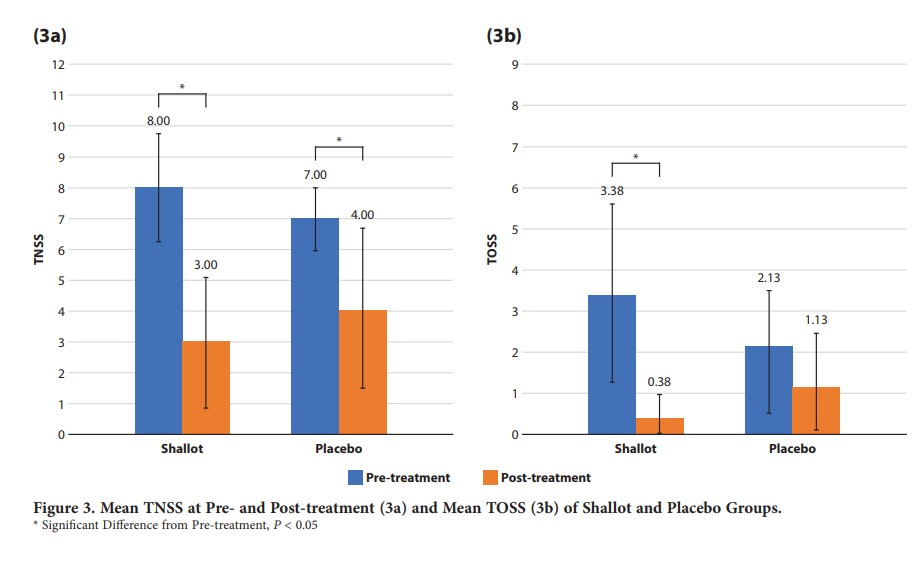 (3a)
12
11
10
9
8
7
6
5
4
3
2
1
0
TNSS
*
8.00
3.00
*
7.00
4.00
Shallot
Placebo
(3b)
9
8
7
6
5
4
3
2
1
0
TOSS
*
3.38
0.38
2.13
1.13
Shallot
Placebo
Pre-treatment
Post-treatment
Figure 3. Mean TNSS at Pre- and Post-treatment (3a) and Mean TOSS (3b) of Shallot and Placebo Groups.
* Significant Difference from Pre-treatment, P < 0.05